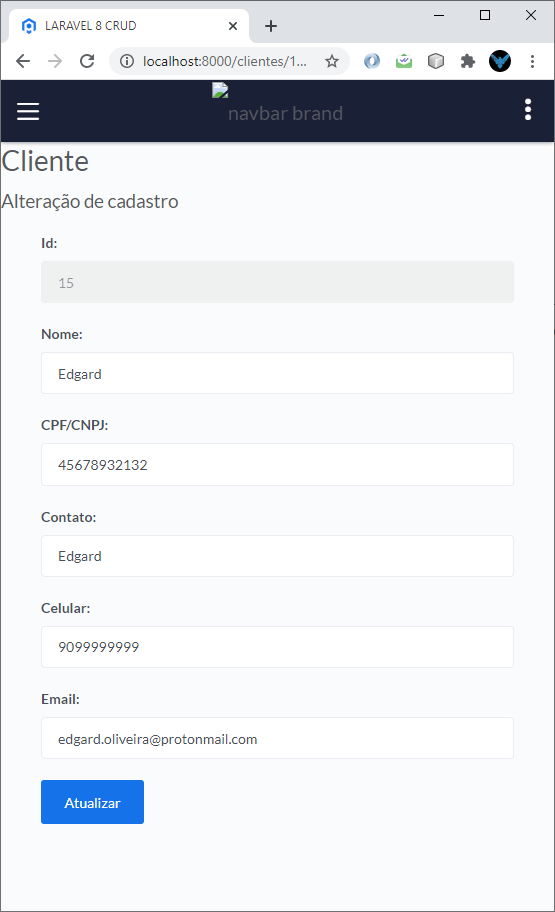 LARAVEL 8 CRUD
localhost:8000/clientes/1...
navbar brand
Cliente
Alteração de cadastro
Id:
15
Nome:
Edgard
CPF/CNPJ:
45678932132
Contato:
Edgard
Celular:
9099999999
Email:
edgard.oliveira@protonmail.com
Atualizar